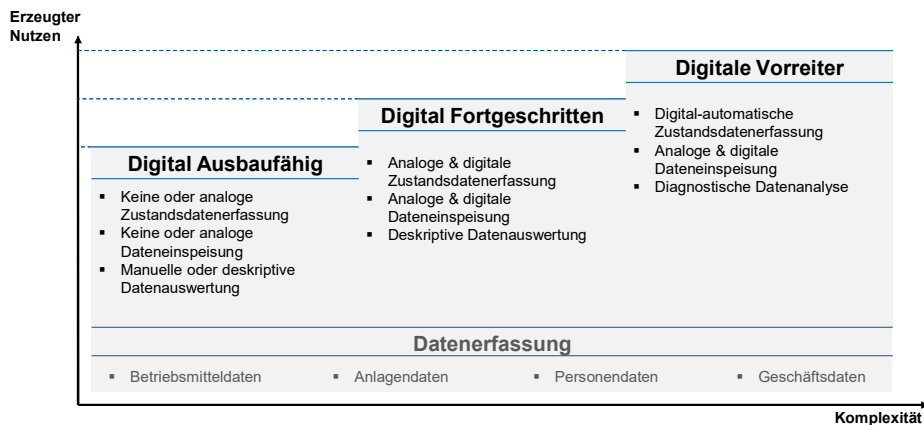 Erzeugter
Nutzen
Digitale Vorreiter
▪ Digital-automatische
Zustandsdatenerfassung
▪ Analoge & digitale
Dateneinspeisung
▪ Diagnostische Datenanalyse
Digital Fortgeschritten
▪ Analoge & digitale
Zustandsdatenerfassung
▪ Analoge & digitale
Dateneinspeisung
▪ Deskriptive Datenauswertung
Digital Ausbaufähig
▪ Keine oder analoge
Zustandsdatenerfassung
▪ Keine oder analoge
Dateneinspeisung
▪ Manuelle oder deskriptive
Datenauswertung
Datenerfassung
▪ Betriebsmitteldaten ▪ Anlagendaten ▪ Personendaten ▪ Geschäftsdaten
Komplexität